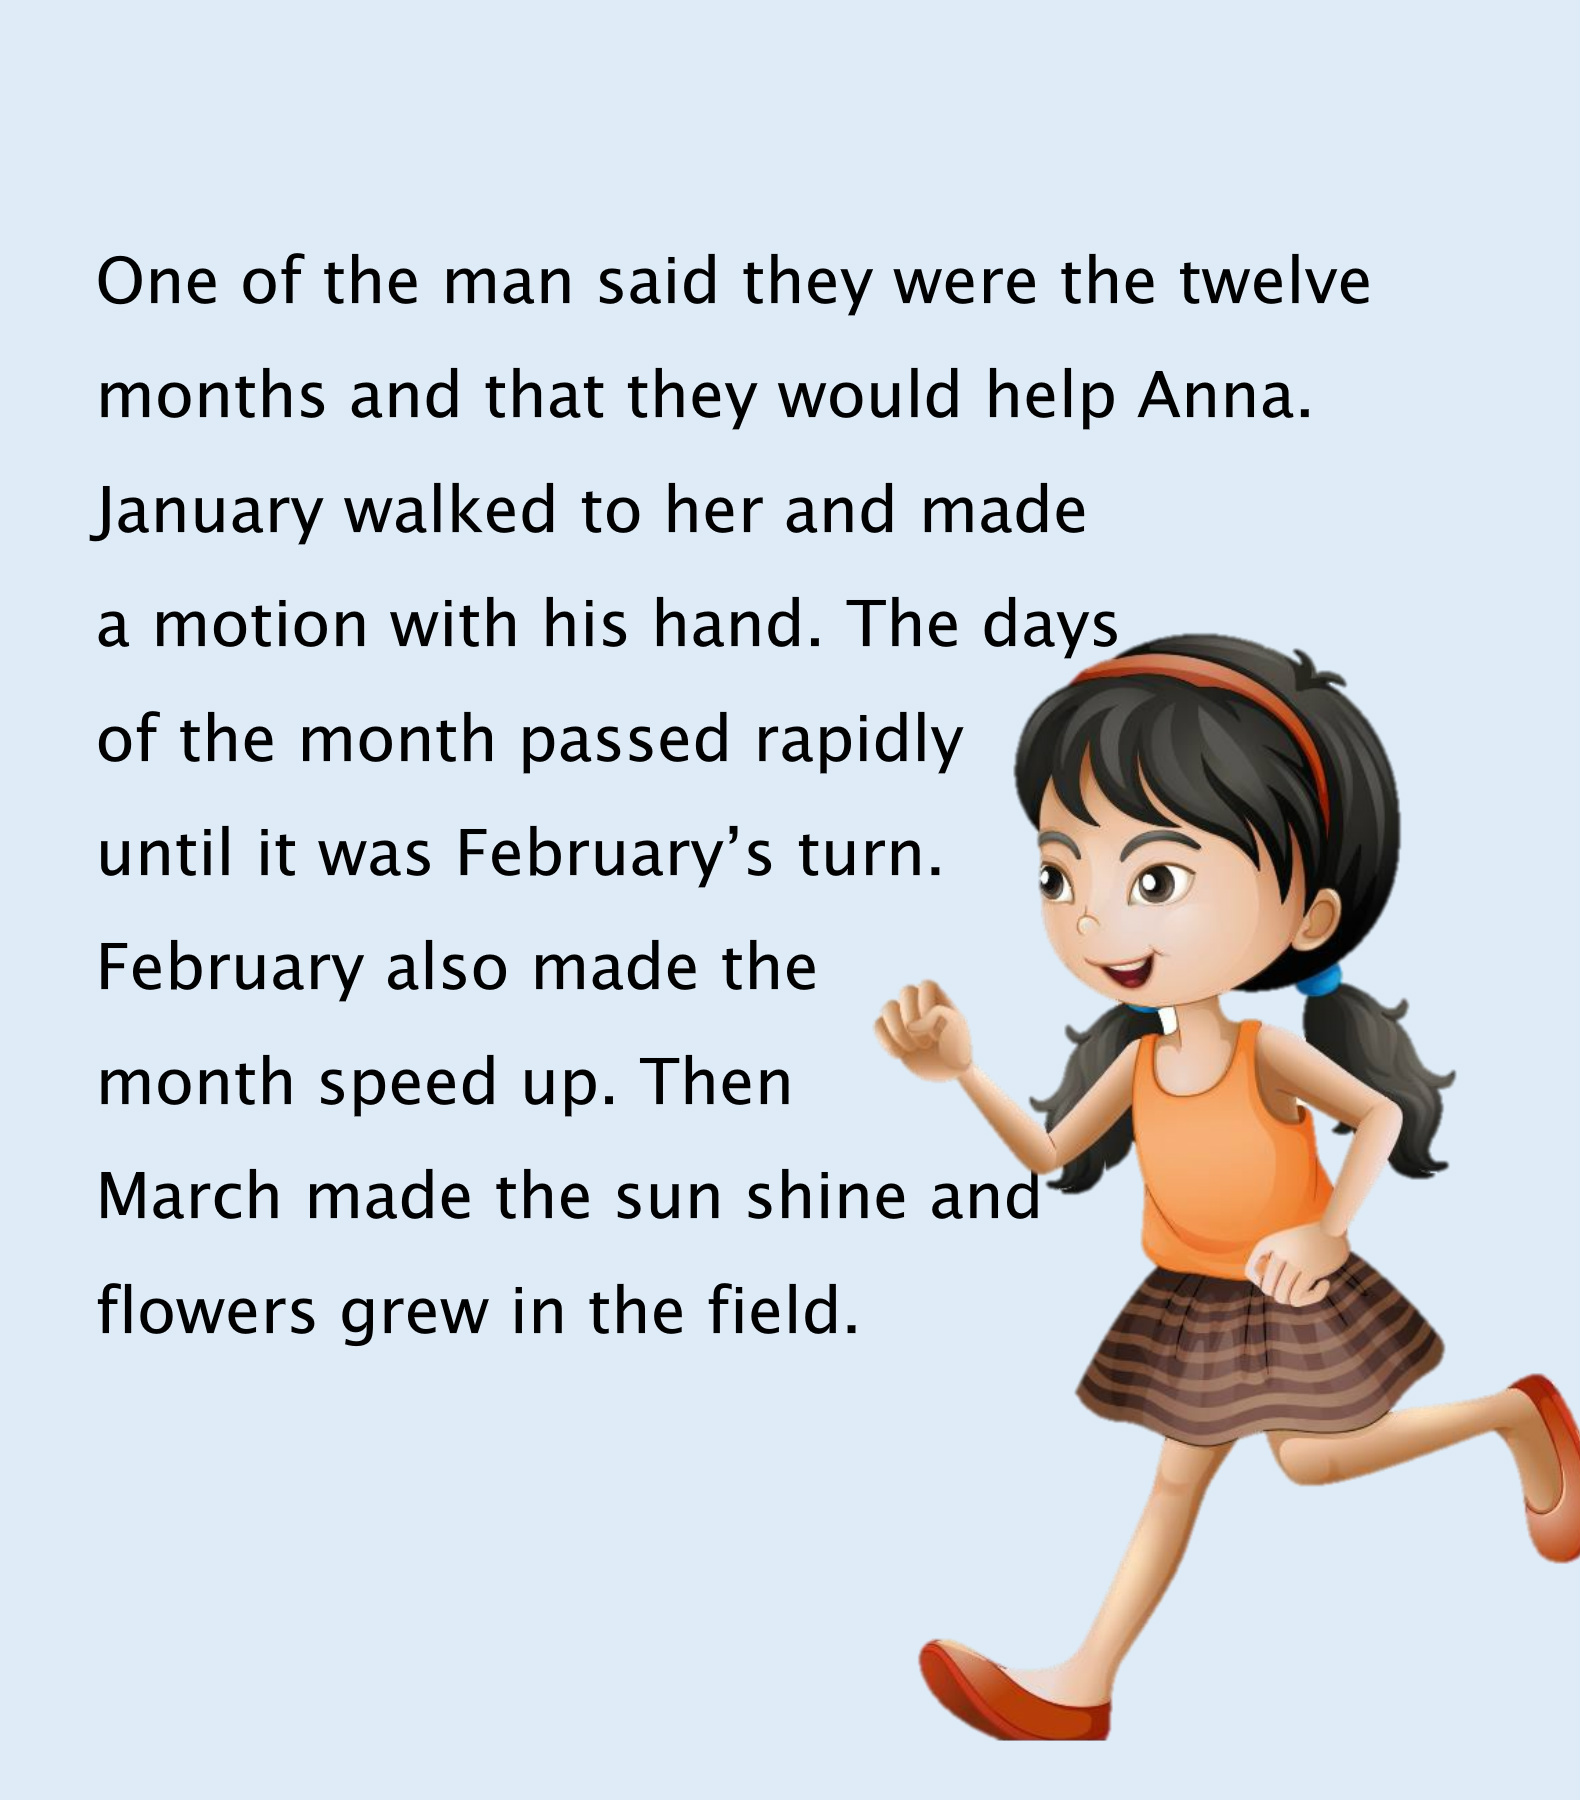 One of the man said they were the twelve
months and that they would help Anna.
January walked to her and made
a motion with his hand. The days
of the month passed rapidly
until it was February’s turn.
February also made the
month speed up. Then
March made the sun shine and
flowers grew in the field.